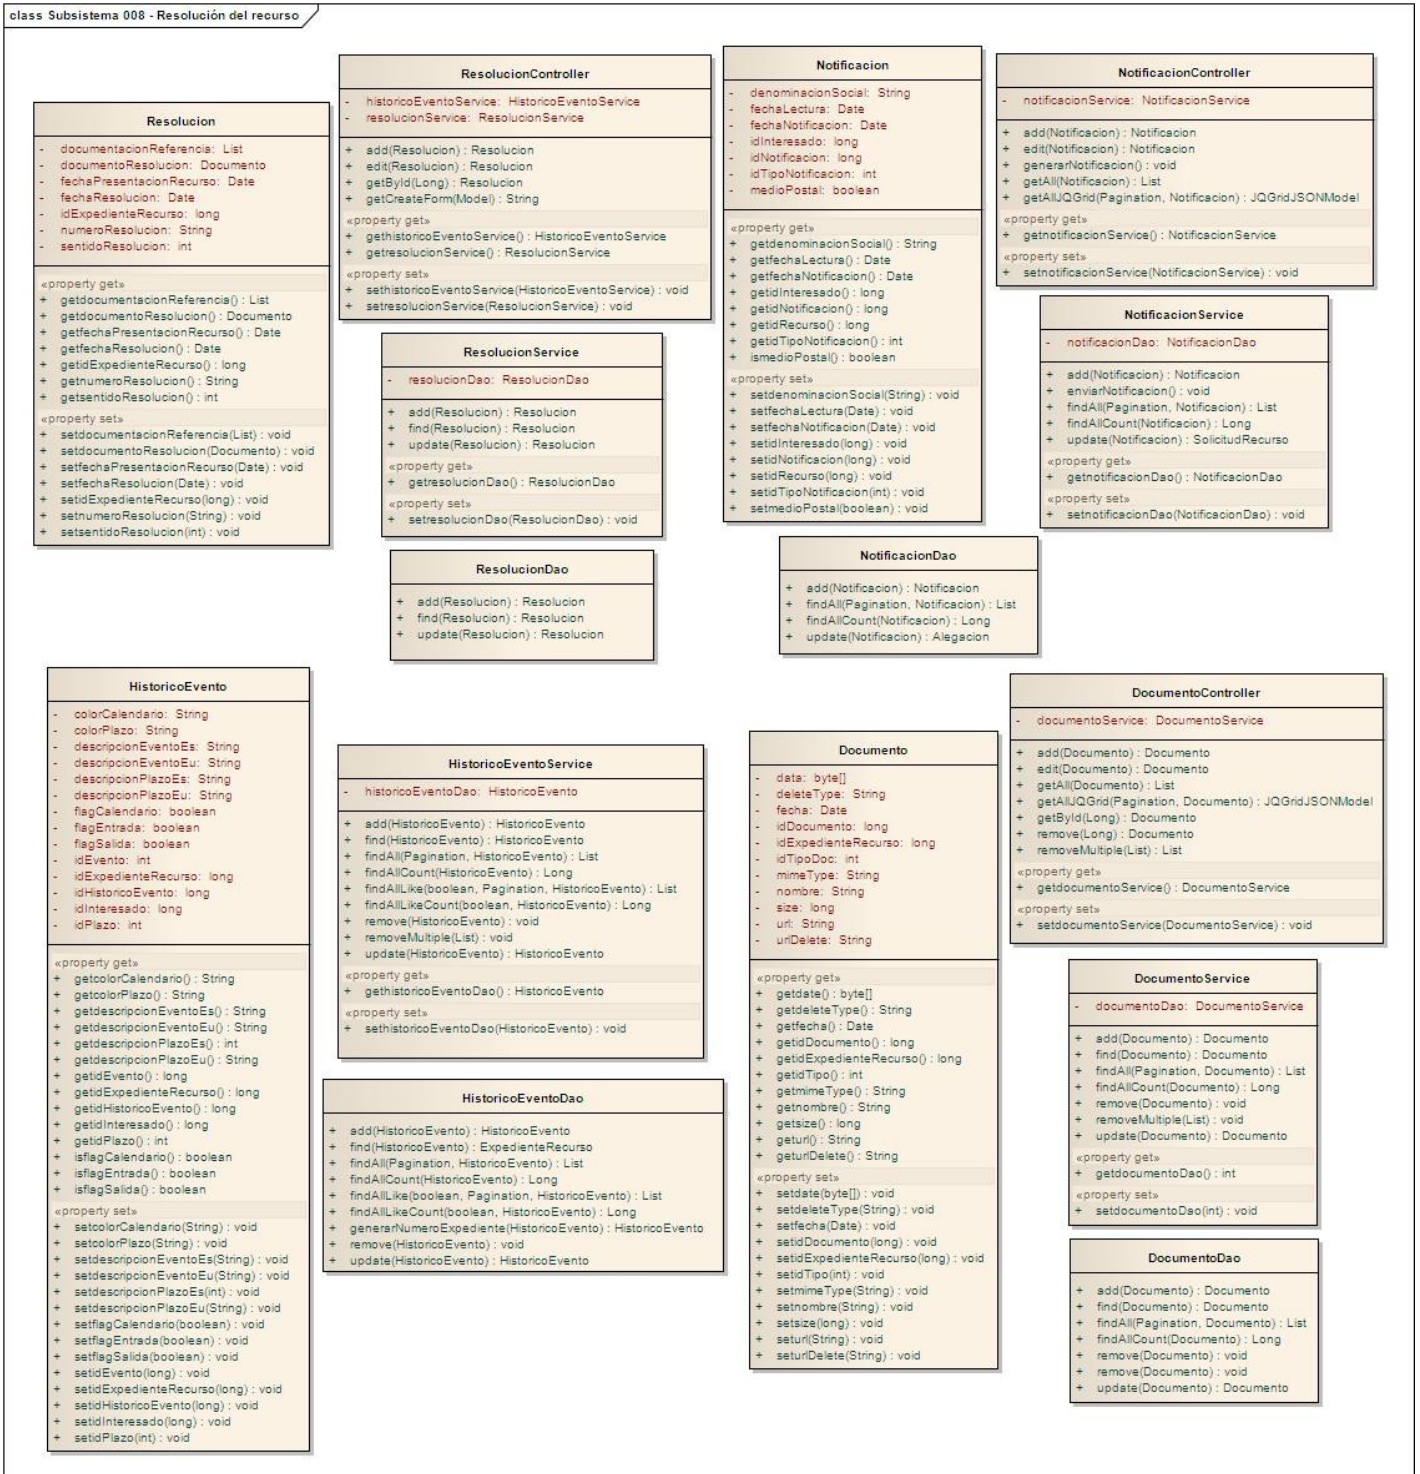 class Subsistema 008 - Resolución del recurso
Resolucion
- documentacionReferencia: List
- documentoResolucion: Documento
- fechaPresentacionRecurso: Date
- fechaResolucion: Date
- idExpedienteRecurso: long
- numeroResolucion: String
- sentidoResolucion: int
«property get»
+ getdocumentacionReferencia() : List
+ getdocumentoResolucion() : Documento
+ getfechaPresentacionRecurso() : Date
+ getfechaResolucion() : Date
+ getidExpedienteRecurso() : long
+ getnumeroResolucion() : String
+ getsentidoResolucion() : int
«property set»
+ setdocumentacionReferencia(List) : void
+ setdocumentoResolucion(Documento) : void
+ setfechaPresentacionRecurso(Date) : void
+ setfechaResolucion(Date) : void
+ setidExpedienteRecurso(long) : void
+ setnumeroResolucion(String) : void
+ setsentidoResolucion(int) : void
ResolucionController
- historicoEventoService: HistoricoEventoService
- resolucionService: ResolucionService
+ add(Resolucion) : Resolucion
+ edit(Resolucion) : Resolucion
+ getById(Long) : Resolucion
+ getCreateForm(Model) : String
«property get»
+ gethistoricoEventoService() : HistoricoEventoService
+ getresolucionService() : ResolucionService
«property set»
+ sethistoricoEventoService(HistoricoEventoService) : void
+ setresolucionService(ResolucionService) : void
ResolucionService
- resolucionDao: ResolucionDao
+ add(Resolucion) : Resolucion
+ find(Resolucion) : Resolucion
+ update(Resolucion) : Resolucion
«property get»
+ getresolucionDao() : ResolucionDao
«property set»
+ setresolucionDao(ResolucionDao) : void
ResolucionDao
+ add(Resolucion) : Resolucion
+ find(Resolucion) : Resolucion
+ update(Resolucion) : Resolucion
Notificacion
- denominacionSocial: String
- fechaLectura: Date
- fechaNotificacion: Date
- idInteresado: long
- idNotificacion: long
- idTipoNotificacion: int
- medioPostal: boolean
«property get»
+ getdenominacionSocial() : String
+ getfechaLectura() : Date
+ getfechaNotificacion() : Date
+ getidInteresado() : long
+ getidNotificacion() : long
+ getidRecurso() : long
+ getidTipoNotificacion() : int
+ ismedioPostal() : boolean
«property set»
+ setdenominacionSocial(String) : void
+ setfechaLectura(Date) : void
+ setfechaNotificacion(Date) : void
+ setidInteresado(long) : void
+ setidNotificacion(long) : void
+ setidRecurso(long) : void
+ setidTipoNotificacion(int) : void
+ setmedioPostal(boolean) : void
NotificacionController
- notificacionService: NotificacionService
+ add(Notificacion) : Notificacion
+ edit(Notificacion) : Notificacion
+ generarNotificacion() : void
+ getAll(Notificacion) : List
+ getAllJQGrid(Pagination, Notificacion) : JQGridJSONModel
«property get»
+ getnotificacionService() : NotificacionService
«property set»
+ setnotificacionService(NotificacionService) : void
NotificacionService
- notificacionDao: NotificacionDao
+ add(Notificacion) : Notificacion
+ enviarNotificacion() : void
+ findAll(Pagination, Notificacion) : List
+ findAllCount(Notificacion) : Long
+ update(Notificacion) : SolicitudRecurso
«property get»
+ getnotificacionDao() : NotificacionDao
«property set»
+ setnotificacionDao(NotificacionDao) : void
NotificacionDao
+ add(Notificacion) : Notificacion
+ findAll(Pagination, Notificacion) : List
+ findAllCount(Notificacion) : Long
+ update(Notificacion) : Alegacion
HistoricoEvento
- colorCalendario: String
- colorPlazo: String
- descripcionEventoEs: String
- descripcionEventoEu: String
- descripcionPlazoEs: String
- descripcionPlazoEu: String
- flagCalendario: boolean
- flagEntrada: boolean
- flagSalida: boolean
- idEvento: int
- idExpedienteRecurso: long
- idHistoricoEvento: long
- idInteresado: long
- idPlazo: int
«property get»
+ getcolorCalendario() : String
+ getcolorPlazo() : String
+ getdescripcionEventoEs() : String
+ getdescripcionEventoEu() : String
+ getdescripcionPlazoEs() : int
+ getdescripcionPlazoEu() : String
+ getidEvento() : long
+ getidExpedienteRecurso() : long
+ getidHistoricoEvento() : long
+ getidInteresado() : long
+ getidPlazo() : int
+ isflagCalendario() : boolean
+ isflagEntrada() : boolean
+ isflagSalida() : boolean
«property set»
+ setcolorCalendario(String) : void
+ setcolorPlazo(String) : void
+ setdescripcionEventoEs(String) : void
+ setdescripcionEventoEu(String) : void
+ setdescripcionPlazoEs(int) : void
+ setdescripcionPlazoEu(String) : void
+ setflagCalendario(boolean) : void
+ setflagEntrada(boolean) : void
+ setflagSalida(boolean) : void
+ setidEvento(long) : void
+ setidExpedienteRecurso(long) : void
+ setidHistoricoEvento(long) : void
+ setidInteresado(long) : void
+ setidPlazo(int) : void
HistoricoEventoService
- historicoEventoDao: HistoricoEvento
+ add(HistoricoEvento) : HistoricoEvento
+ find(HistoricoEvento) : HistoricoEvento
+ findAll(Pagination, HistoricoEvento) : List
+ findAllCount(HistoricoEvento) : Long
+ findAllLike(boolean, Pagination, HistoricoEvento) : List
+ findAllLikeCount(boolean, HistoricoEvento) : Long
+ remove(HistoricoEvento) : void
+ removeMultiple(List) : void
+ update(HistoricoEvento) : HistoricoEvento
«property get»
+ gethistoricoEventoDao() : HistoricoEvento
«property set»
+ sethistoricoEventoDao(HistoricoEvento) : void
HistoricoEventoDao
+ add(HistoricoEvento) : HistoricoEvento
+ find(HistoricoEvento) : ExpedienteRecurso
+ findAll(Pagination, HistoricoEvento) : List
+ findAllCount(HistoricoEvento) : Long
+ findAllLike(boolean, Pagination, HistoricoEvento) : List
+ findAllLikeCount(boolean, HistoricoEvento) : Long
+ generarNumeroExpediente(HistoricoEvento) : HistoricoEvento
+ remove(HistoricoEvento) : void
+ update(HistoricoEvento) : HistoricoEvento
Documento
- data: byte[]
- deleteType: String
- fecha: Date
- idDocumento: long
- idExpedienteRecurso: long
- idTipoDoc: int
- mimeType: String
- nombre: String
- size: long
- url: String
- urlDelete: String
«property get»
+ getdate() : byte[]
+ getdeleteType() : String
+ getfecha() : Date
+ getidDocumento() : long
+ getidExpedienteRecurso() : long
+ getidTipo() : int
+ getmimeType() : String
+ getnombre() : String
+ getsize() : long
+ geturl() : String
+ geturlDelete() : String
«property set»
+ setdate(byte[]) : void
+ setdeleteType(String) : void
+ setfecha(Date) : void
+ setidDocumento(long) : void
+ setidExpedienteRecurso(long) : void
+ setidTipo(int) : void
+ setmimeType(String) : void
+ setnombre(String) : void
+ setsize(long) : void
+ seturl(String) : void
+ seturlDelete(String) : void
DocumentoController
- documentoService: DocumentoService
+ add(Documento) : Documento
+ edit(Documento) : Documento
+ getAll(Documento) : List
+ getAllJQGrid(Pagination, Documento) : JQGridJSONModel
+ getById(Long) : Documento
+ remove(Long) : Documento
+ removeMultiple(List) : List
«property get»
+ getdocumentoService() : DocumentoService
«property set»
+ setdocumentoService(DocumentoService) : void
DocumentoService
- documentoDao: DocumentoService
+ add(Documento) : Documento
+ find(Documento) : Documento
+ findAll(Pagination, Documento) : List
+ findAllCount(Documento) : Long
+ remove(Documento) : void
+ removeMultiple(List) : void
+ update(Documento) : Documento
«property get»
+ getdocumentoDao() : int
«property set»
+ setdocumentoDao(int) : void
DocumentoDao
+ add(Documento) : Documento
+ find(Documento) : Documento
+ findAll(Pagination, Documento) : List
+ findAllCount(Documento) : Long
+ remove(Documento) : void
+ remove(Documento) : void
+ update(Documento) : Documento